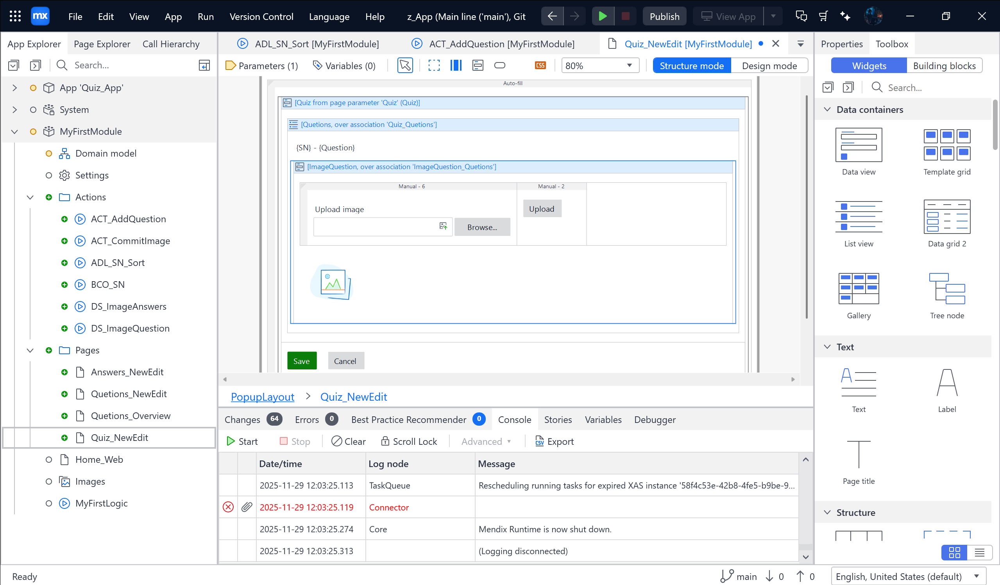 mx File Edit View App Run Version Control Language Help z_App (Main line ('main'), Git Publish View App
App Explorer Page Explorer Call Hierarchy
Search...
App 'Quiz_App'
System
MyFirstModule
Domain model
Settings
Actions
ACT_AddQuestion
ACT_CommitImage
ADL_SN_Sort
BCO_SN
DS_ImageAnswers
DS_ImageQuestion
Pages
Answers_NewEdit
Quetions_NewEdit
Quetions_Overview
Quiz_NewEdit
Home_Web
Images
MyFirstLogic
ADL_SN_Sort [MyFirstModule] ACT_AddQuestion [MyFirstModule] Quiz_NewEdit [MyFirstModule]
Parameters (1) Variables (0) CSS 80% Structure mode Design mode
Auto-fill
[Quiz from page parameter 'Quiz' (Quiz)]
[Quetions, over association 'Quiz_Quetions']
{SN} - {Question}
[ImageQuestion, over association 'ImageQuestion_Quetions']
Manual - 6 Manual - 2
Upload image
Browse...
Upload
Save Cancel
PopupLayout > Quiz_NewEdit
Changes 64 Errors 0 Best Practice Recommender 0 Console Stories Variables Debugger
Start Stop Clear Scroll Lock Advanced CSV Export
Date/time Log node Message
2025-11-29 12:03:25.113 TaskQueue Rescheduling running tasks for expired XAS instance '58f4c53e-42b8-4fe5-b9be-9...
2025-11-29 12:03:25.119 Connector
2025-11-29 12:03:25.274 Core Mendix Runtime is now shut down.
2025-11-29 12:03:25.313 (Logging disconnected)
Properties Toolbox
Widgets Building blocks
Search...
Data containers
Data view Template grid
List view Data grid 2
Gallery Tree node
Text
Text Label
Page title
Structure
Ready main 0 0 English, United States (default)